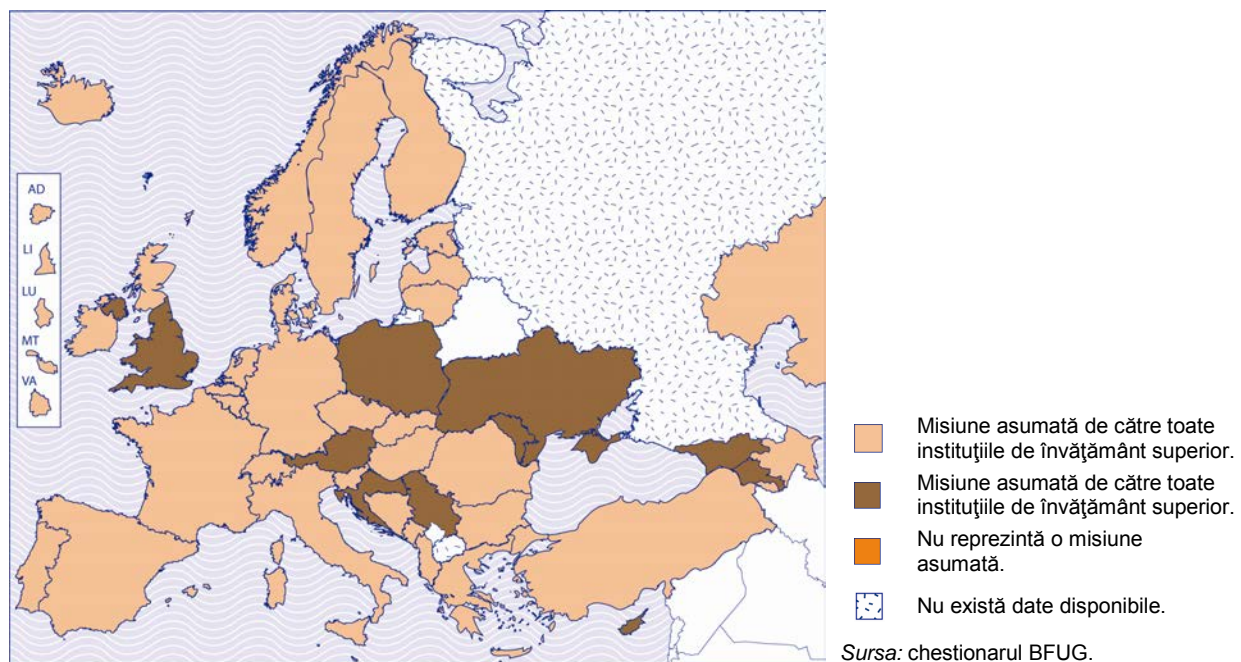 AD
LI
LU
MT
VA
Misiune asumată de către toate
instituţiile de învăţământ superior.
Misiune asumată de către toate
instituţiile de învăţământ superior.
Nu reprezintă o misiune
asumată.
Nu există date disponibile.
Sursa: chestionarul BFUG.